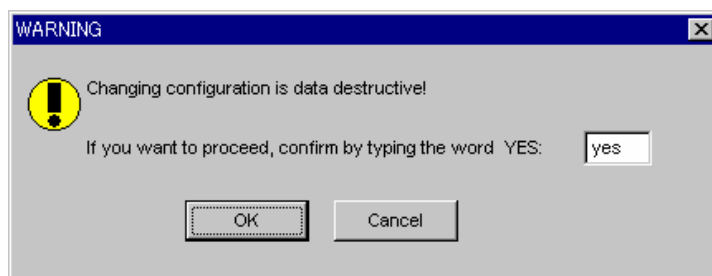 WARNING
Changing configuration is data destructive!
If you want to proceed, confirm by typing the word YES: yes
OK Cancel